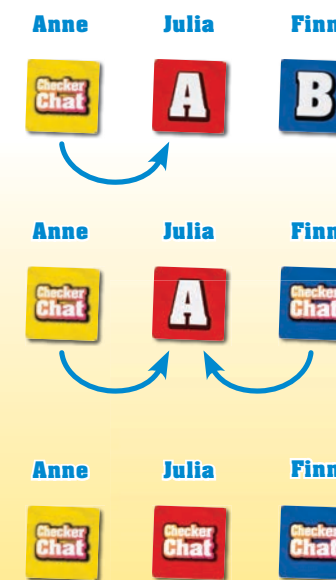 Anne Julia Finn
Checker Chat A B
Anne Julia Finn
Checker Chat A Checker Chat
Anne Julia Finn
Checker Chat Checker Chat Checker Chat